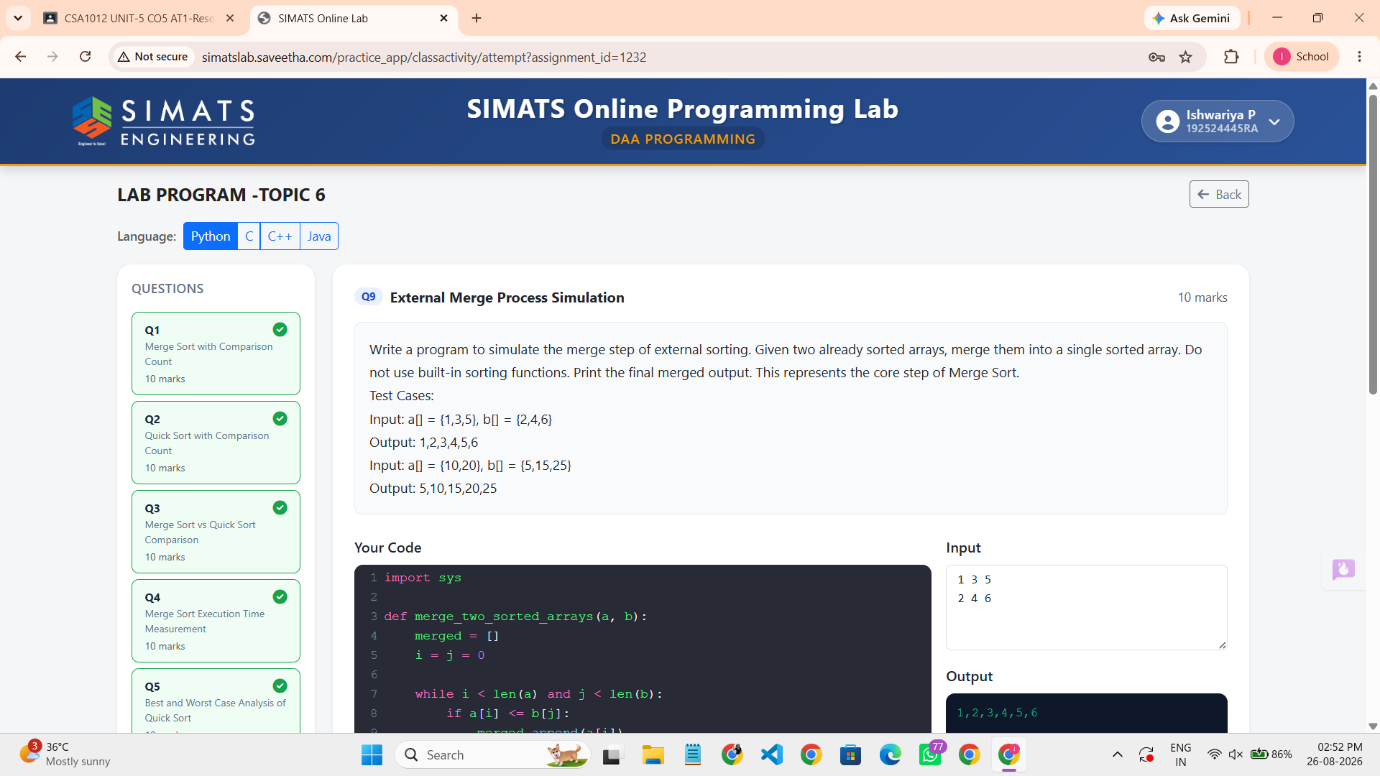 CSA1012 UNIT-5 CO5 AT1-Rese
SIMATS Online Lab
Ask Gemini
Not secure
simatslab.saveetha.com/practice_app/classactivity/attempt?assignment_id=1232
I
School
SIMATS
ENGINEERING
Engineer to Excel
SIMATS Online Programming Lab
DAA PROGRAMMING
Ishwariya P
192524445RA
LAB PROGRAM -TOPIC 6
Back
Language:
Python
C
C++
Java
QUESTIONS
Q1
Merge Sort with Comparison
Count
10 marks
Q2
Quick Sort with Comparison
Count
10 marks
Q3
Merge Sort vs Quick Sort
Comparison
10 marks
Q4
Merge Sort Execution Time
Measurement
10 marks
Q5
Best and Worst Case Analysis of
Quick Sort
Q9 External Merge Process Simulation
10 marks
Write a program to simulate the merge step of external sorting. Given two already sorted arrays, merge them into a single sorted array. Do
not use built-in sorting functions. Print the final merged output. This represents the core step of Merge Sort.
Test Cases:
Input: a[] = {1,3,5}, b[] = {2,4,6}
Output: 1,2,3,4,5,6
Input: a[] = {10,20}, b[] = {5,15,25}
Output: 5,10,15,20,25
Your Code
1 import sys
2
3 def merge_two_sorted_arrays(a, b):
4 merged = []
5 i = j = 0
6
7 while i < len(a) and j < len(b):
8 if a[i] <= b[j]:
9 merged.append(a[i])
Input
1 3 5
2 4 6
Output
1,2,3,4,5,6
3
36°C
Mostly sunny
Search
77
ENG
IN
86%
02:52 PM
26-08-2026